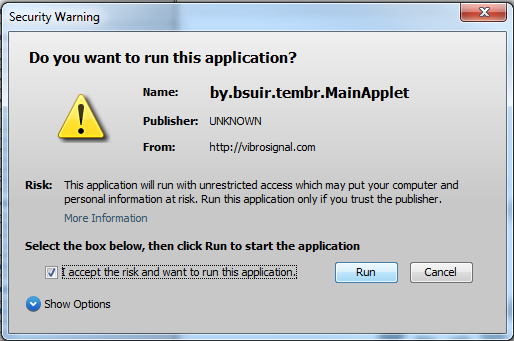 Security Warning
Do you want to run this application?
Name: by.bsuir.tembr.MainApplet
Publisher: UNKNOWN
From: http://vibrosignal.com
Risk: This application will run with unrestricted access which may put your computer and
personal information at risk. Run this application only if you trust the publisher.
More Information
Select the box below, then click Run to start the application
I accept the risk and want to run this application.
Run
Cancel
Show Options